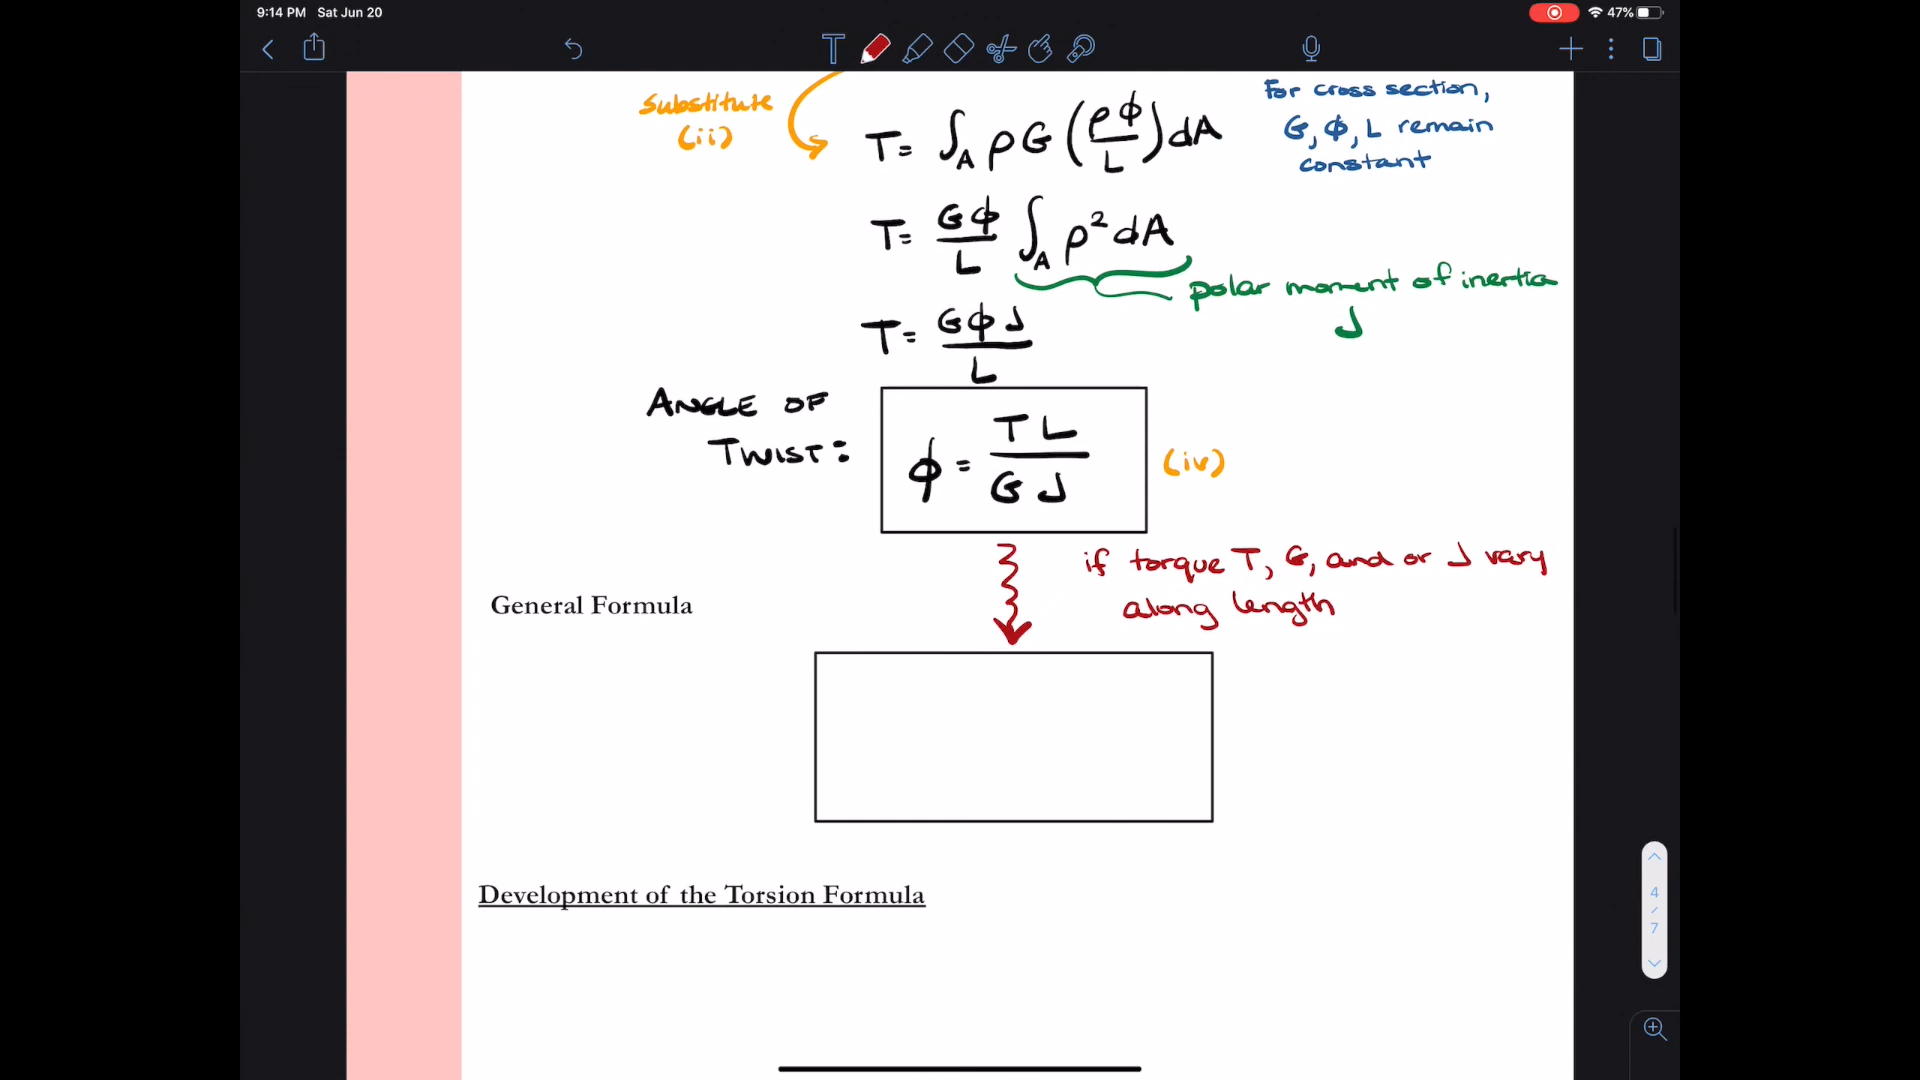 9:14 PM Sat Jun 20
47%
T
Substitute
(ii)
T = ∫_A ρG (ρϕ/L) dA
For cross section,
G, ϕ, L remain
constant
T = Gϕ/L ∫_A ρ² dA
polar moment of inertia
J
T = GϕJ/L
ANGLE OF
TWIST:
ϕ = TL/GJ
(iv)
if torque T, G, and or J vary
along length
General Formula
Development of the Torsion Formula
4
/
7